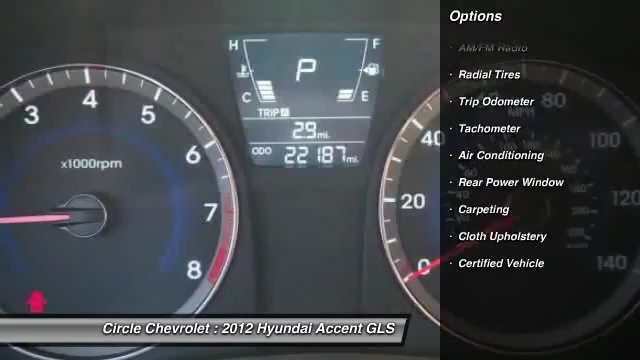 Options
AM/FM Radio
Radial Tires
Trip Odometer
Tachometer
Air Conditioning
Rear Power Window
Carpeting
Cloth Upholstery
Certified Vehicle
H F
P
C E
TRIP A
2.9 mi.
ODO 22187 mi.
3 4 5 6 7 8
x1000rpm
0 20 40 80 100 120 140
MPH
Circle Chevrolet : 2012 Hyundai Accent GLS